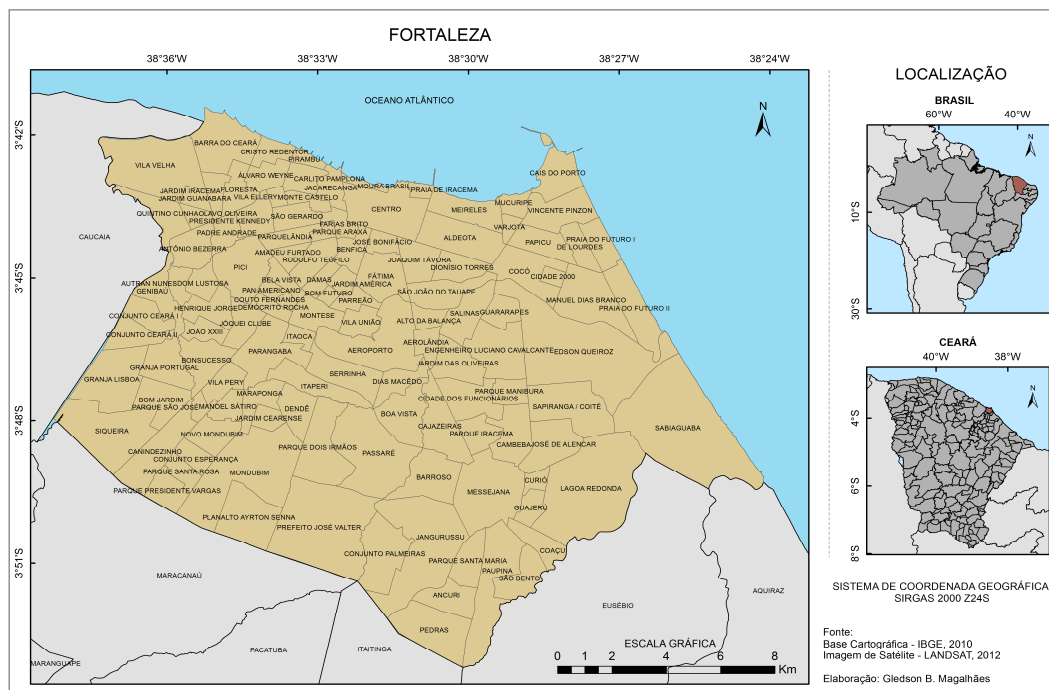 FORTALEZA
38°36'W
38°33'W
38°30'W
38°27'W
38°24'W
3°42'S
3°45'S
3°48'S
3°51'S
OCEANO ATLÂNTICO
N
BARRA DO CEARÁ
CRISTO REDENTOR
PIRAMBÚ
VILA VELHA
ÁLVARO WEYNE
CARLITO PAMPLONA
CAIS DO PORTO
JARDIM IRACEMA
FLORESTA
JACARECANGA
MOURA BRASIL
PRAIA DE IRACEMA
JARDIM GUANABARA
VILA ELLERY
MONTE CASTELO
MUCURIPE
QUINTINO CUNHA
OLAVO OLIVEIRA
SÃO GERARDO
CENTRO
MEIRELES
VINCENTE PINZON
PRESIDENTE KENNEDY
FARIAS BRITO
VARJOTA
PADRE ANDRADE
PARQUELÂNDIA
PARQUE ARAXÁ
CAUCAIA
ALDEOTA
PRAIA DO FUTURO I
JOSÉ BONIFÁCIO
PAPICU
DE LOURDES
ANTÔNIO BEZERRA
AMADEU FURTADO
BENFICA
RODOLFO TEÓFILO
JOAQUIM TÁVORA
PICI
DIONÍSIO TORRES
COCÓ
CIDADE 2000
FÁTIMA
AUTRAN NUNES
DOM LUSTOSA
BELA VISTA
DAMAS
JARDIM AMÉRICA
GENIBAÚ
PAN AMERICANO
BOM FUTURO
SÃO JOÃO DO TAUAPE
COUTO FERNANDES
PARREÃO
MANUEL DIAS BRANCO
HENRIQUE JORGE
DEMÓCRITO ROCHA
PRAIA DO FUTURO II
CONJUNTO CEARÁ I
MONTESE
SALINAS
GUARARAPES
JÓQUEI CLUBE
VILA UNIÃO
ALTO DA BALANÇA
CONJUNTO CEARÁ II
JOÃO XXIII
ITAOCA
AEROLÂNDIA
PARANGABA
AEROPORTO
ENGENHEIRO LUCIANO CAVALCANTE
EDSON QUEIROZ
BONSUCESSO
JARDIM DAS OLIVEIRAS
GRANJA PORTUGAL
SERRINHA
GRANJA LISBOA
VILA PERY
ITAPERI
DIAS MACÊDO
MARAPONGA
PARQUE MANIBURA
BOM JARDIM
CIDADE DOS FUNCIONÁRIOS
PARQUE SÃO JOSÉ
MANOEL SÁTIRO
DENDÊ
SAPIRANGA / COITÉ
JARDIM CEARENSE
BOA VISTA
SIQUEIRA
NOVO MONDUBIM
CAJAZEIRAS
SABIAGUABA
PARQUE IRACEMA
PARQUE DOIS IRMÃOS
CAMBEBA
JOSÉ DE ALENCAR
CANINDEZINHO
PASSARÉ
CONJUNTO ESPERANÇA
PARQUE SANTA ROSA
MONDUBIM
BARROSO
CURIÓ
PARQUE PRESIDENTE VARGAS
MESSEJANA
LAGOA REDONDA
GUAJERÚ
PLANALTO AYRTON SENNA
PREFEITO JOSÉ VALTER
JANGURUSSU
COAÇU
CONJUNTO PALMEIRAS
PARQUE SANTA MARIA
PAUPINA
SÃO BENTO
MARACANAÚ
ANCURI
EUSÉBIO
AQUIRAZ
PEDRAS
PACATUBA
ITAITINGA
MARANGUAPE
ESCALA GRÁFICA
0 0,5 1 2 4 6 8
Km
LOCALIZAÇÃO
BRASIL
60°W
40°W
N
10°S
30°S
CEARÁ
40°W
38°W
N
4°S
6°S
8°S
SISTEMA DE COORDENADA GEOGRÁFICA
SIRGAS 2000 Z24S
Fonte:
Base Cartográfica - IBGE, 2010
Imagem de Satélite - LANDSAT, 2012
Elaboração: Gledson B. Magalhães